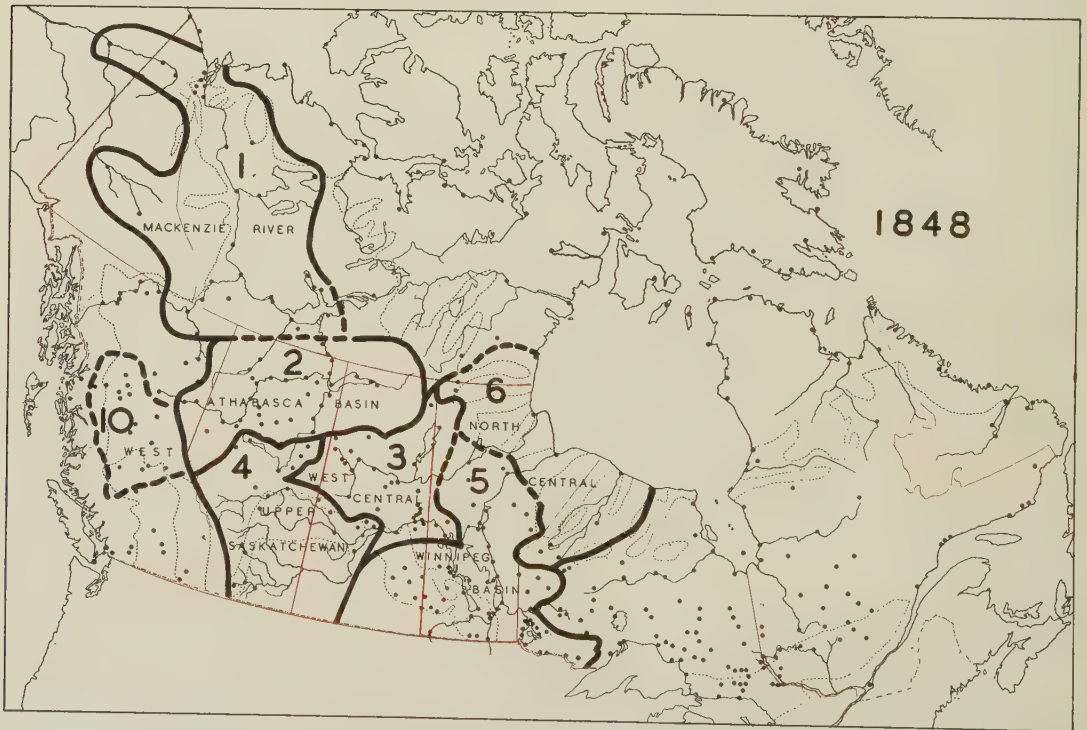 1848
1
MACKENZIE RIVER
2
ATHABASCA BASIN
10
WEST
6
NORTH
CENTRAL
3
WEST
CENTRAL
4
UPPER
SASKATCHEWAN
5
WINNIPEG
BASIN